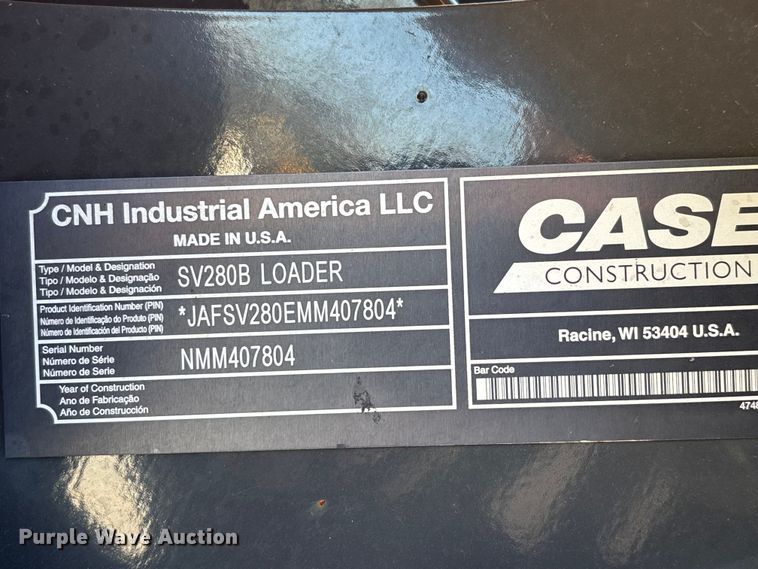 CNH Industrial America LLC
MADE IN U.S.A.
Type / Model & Designation
Tipo / Modelo & Designação
Tipo / Modelo & Designación
SV280B LOADER
Product Identification Number (PIN)
Número de Identificação do Produto (PIN)
Número de Identificación del Producto (PIN)
*JAFSV280EMM407804*
Serial Number
Número de Série
Número de Serie
NMM407804
Year of Construction
Ano de Fabricação
Año de Construcción
CASE
CONSTRUCTION
Racine, WI 53404 U.S.A.
Bar Code
4748
Purple Wave Auction